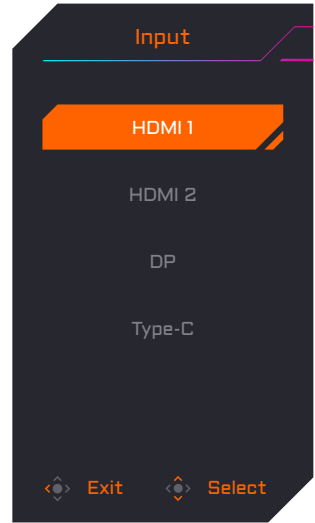 Input
HDMI 1
HDMI 2
DP
Type-C
Exit Select